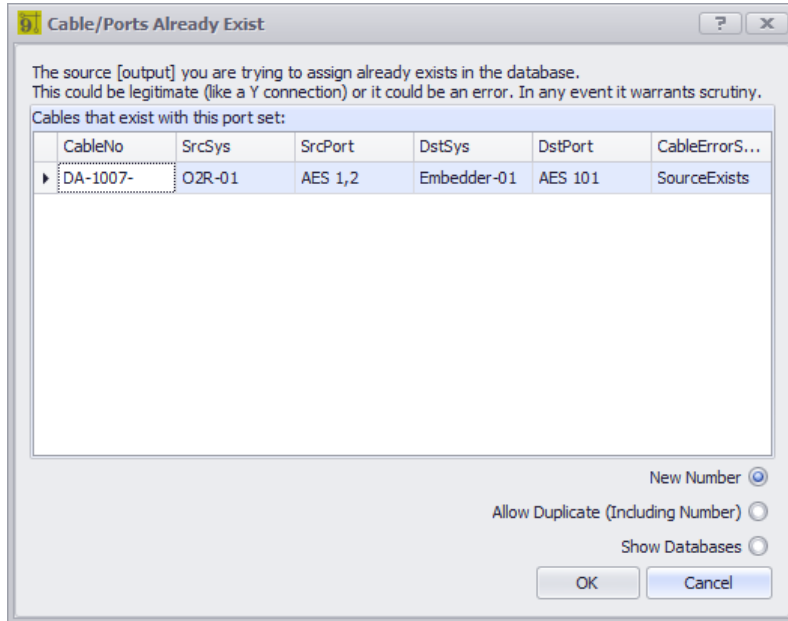 Cable/Ports Already Exist
The source [output] you are trying to assign already exists in the database.
This could be legitimate (like a Y connection) or it could be an error. In any event it warrants scrutiny.
Cables that exist with this port set:
CableNo SrcSys SrcPort DstSys DstPort CableErrorS...
DA-1007- O2R-01 AES 1,2 Embedder-01 AES 101 SourceExists
New Number
Allow Duplicate (Including Number)
Show Databases
OK Cancel